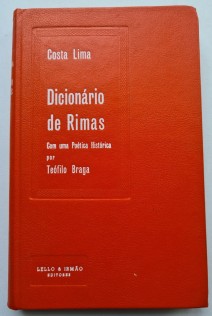 Costa Lima
Dicionário
de Rimas
Com uma Poética Histórica
por
Teófilo Braga
LELLO & IRMÃO
EDITORES